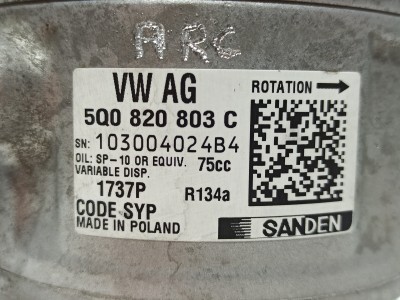 ARC
VW AG
ROTATION
5Q0 820 803 C
SN: 103004024B4
OIL: SP-10 OR EQUIV. 75cc
VARIABLE DISP.
1737P R134a
CODE SYP
MADE IN POLAND
SANDEN